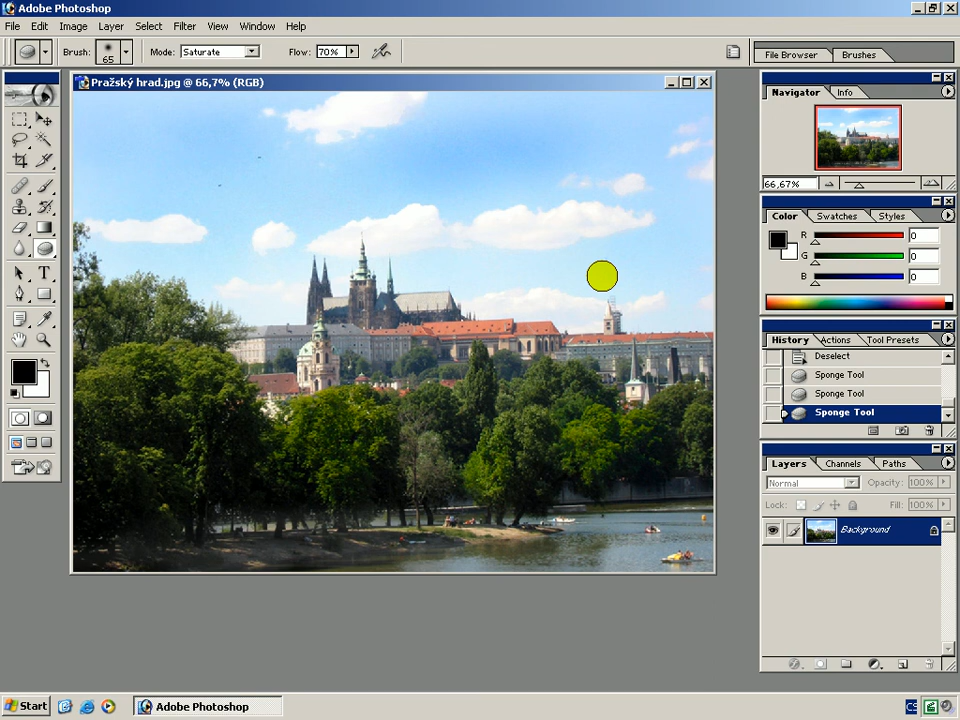 Adobe Photoshop
File Edit Image Layer Select Filter View Window Help
Brush: 65 Mode: Saturate Flow: 70% File Browser Brushes
Pražský hrad.jpg @ 66,7% (RGB)
Navigator Info
66,67%
Color Swatches Styles
R 0
G 0
B 0
History Actions Tool Presets
Deselect
Sponge Tool
Sponge Tool
Sponge Tool
Layers Channels Paths
Normal Opacity: 100%
Lock: Fill: 100%
Background
T
Start Adobe Photoshop CS